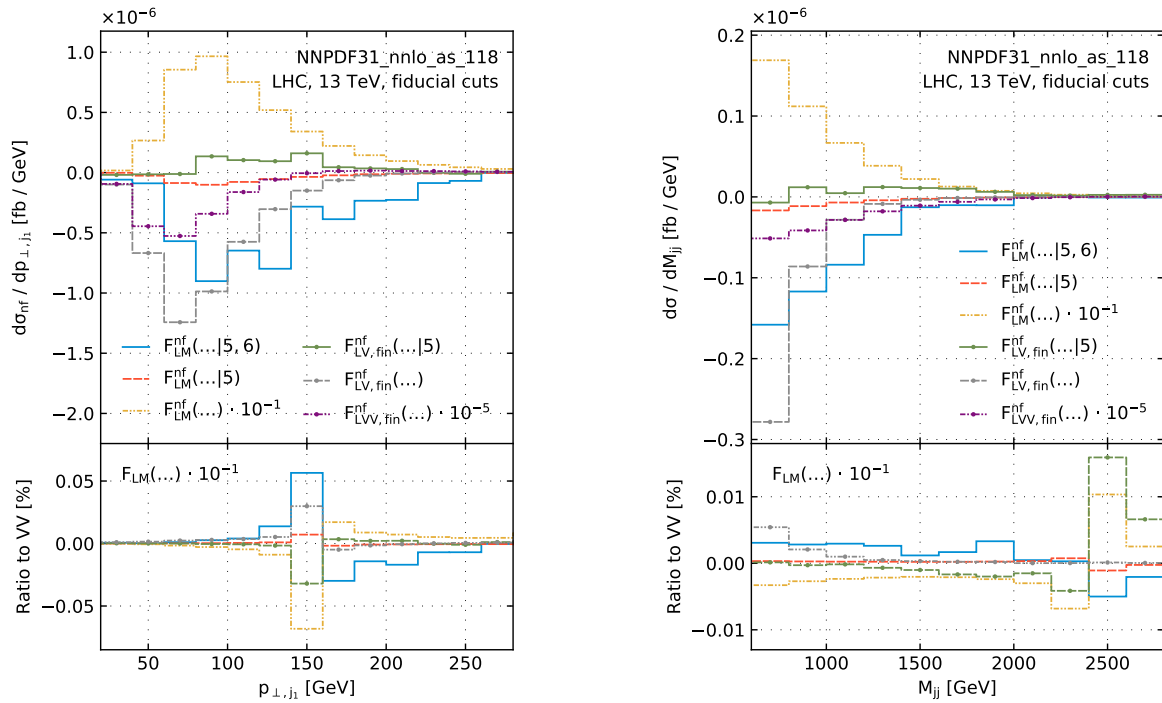 ×10⁻⁶
NNPDF31_nnlo_as_118
LHC, 13 TeV, fiducial cuts
1.0
0.5
0.0
−0.5
−1.0
−1.5
−2.0
dσ_nf / dp_⊥,j₁ [fb / GeV]
F^nf_LM(...|5, 6)
F^nf_LM(...|5)
F^nf_LM(...) · 10⁻¹
F^nf_LV, fin(...|5)
F^nf_LV, fin(...)
F^nf_LVV, fin(...) · 10⁻⁵
F_LM(...) · 10⁻¹
0.05
0.00
−0.05
Ratio to VV [%]
50 100 150 200 250
p_⊥,j₁ [GeV]
×10⁻⁶
NNPDF31_nnlo_as_118
LHC, 13 TeV, fiducial cuts
0.2
0.1
0.0
−0.1
−0.2
−0.3
dσ / dM_jj [fb / GeV]
F^nf_LM(...|5, 6)
F^nf_LM(...|5)
F^nf_LM(...) · 10⁻¹
F^nf_LV, fin(...|5)
F^nf_LV, fin(...)
F^nf_LVV, fin(...) · 10⁻⁵
F_LM(...) · 10⁻¹
0.01
0.00
−0.01
Ratio to VV [%]
1000 1500 2000 2500
M_jj [GeV]